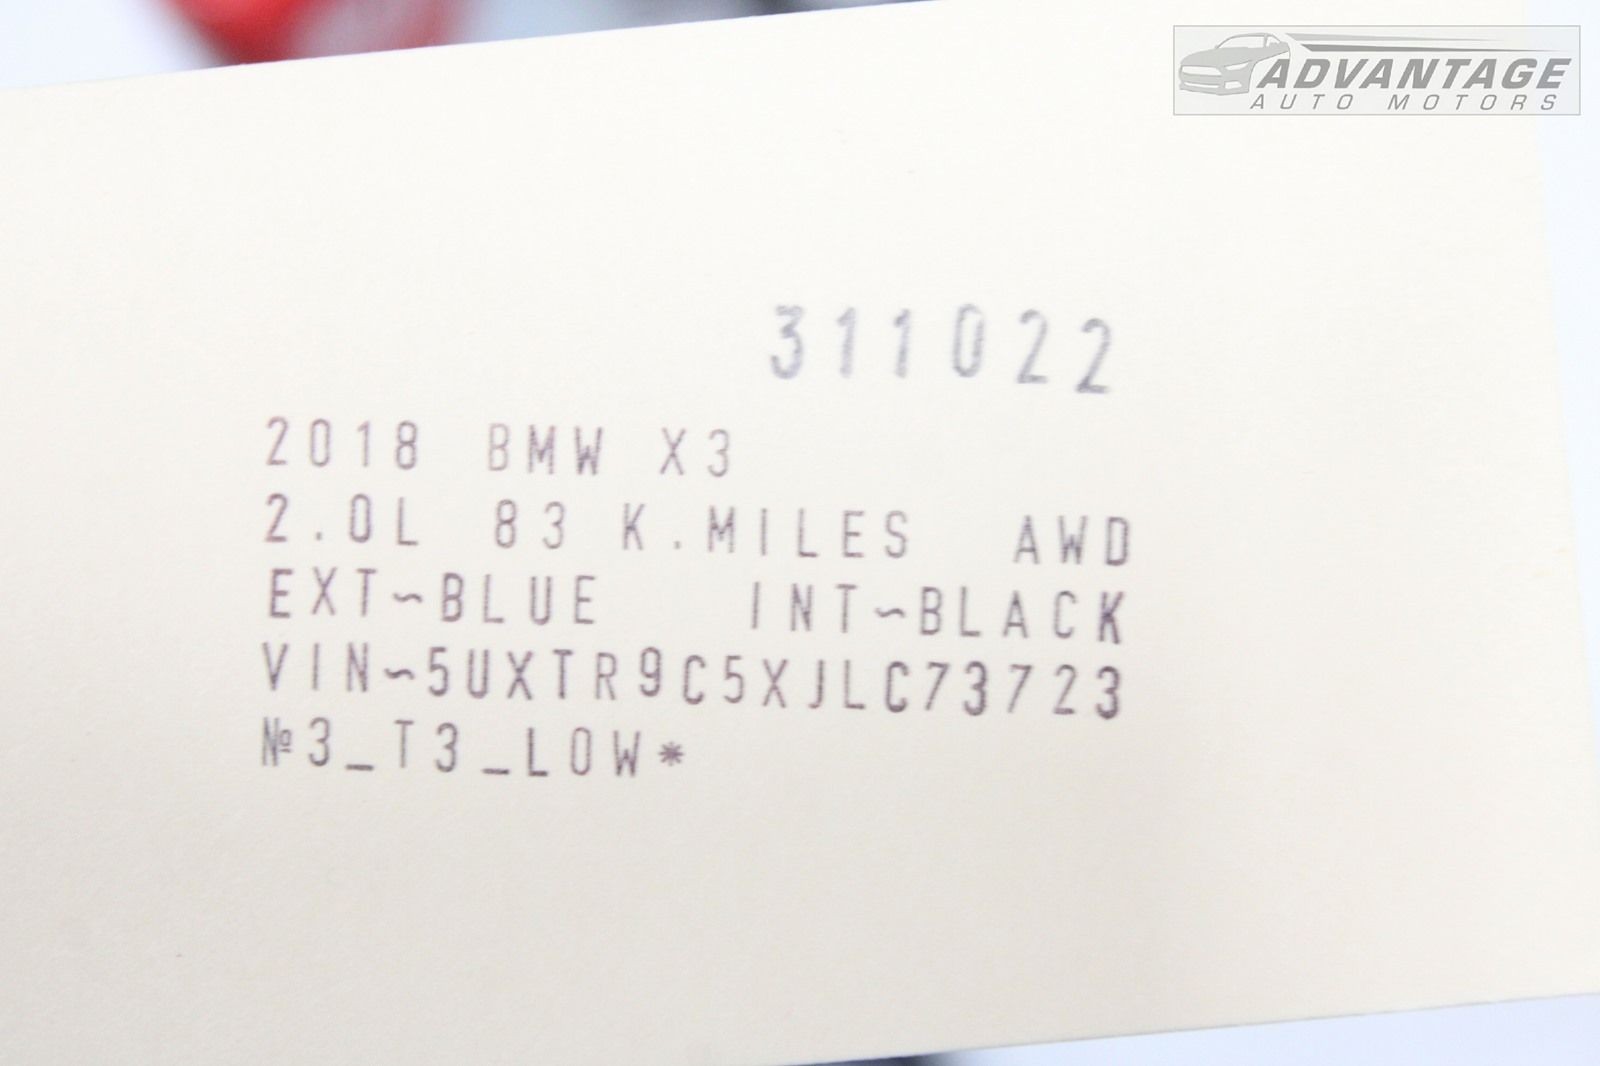 ADVANTAGE
AUTO MOTORS
311022
2018 BMW X3
2.0L 83 K.MILES AWD
EXT~BLUE INT~BLACK
VIN~5UXTR9C5XJLC73723
№3_T3_LOW*